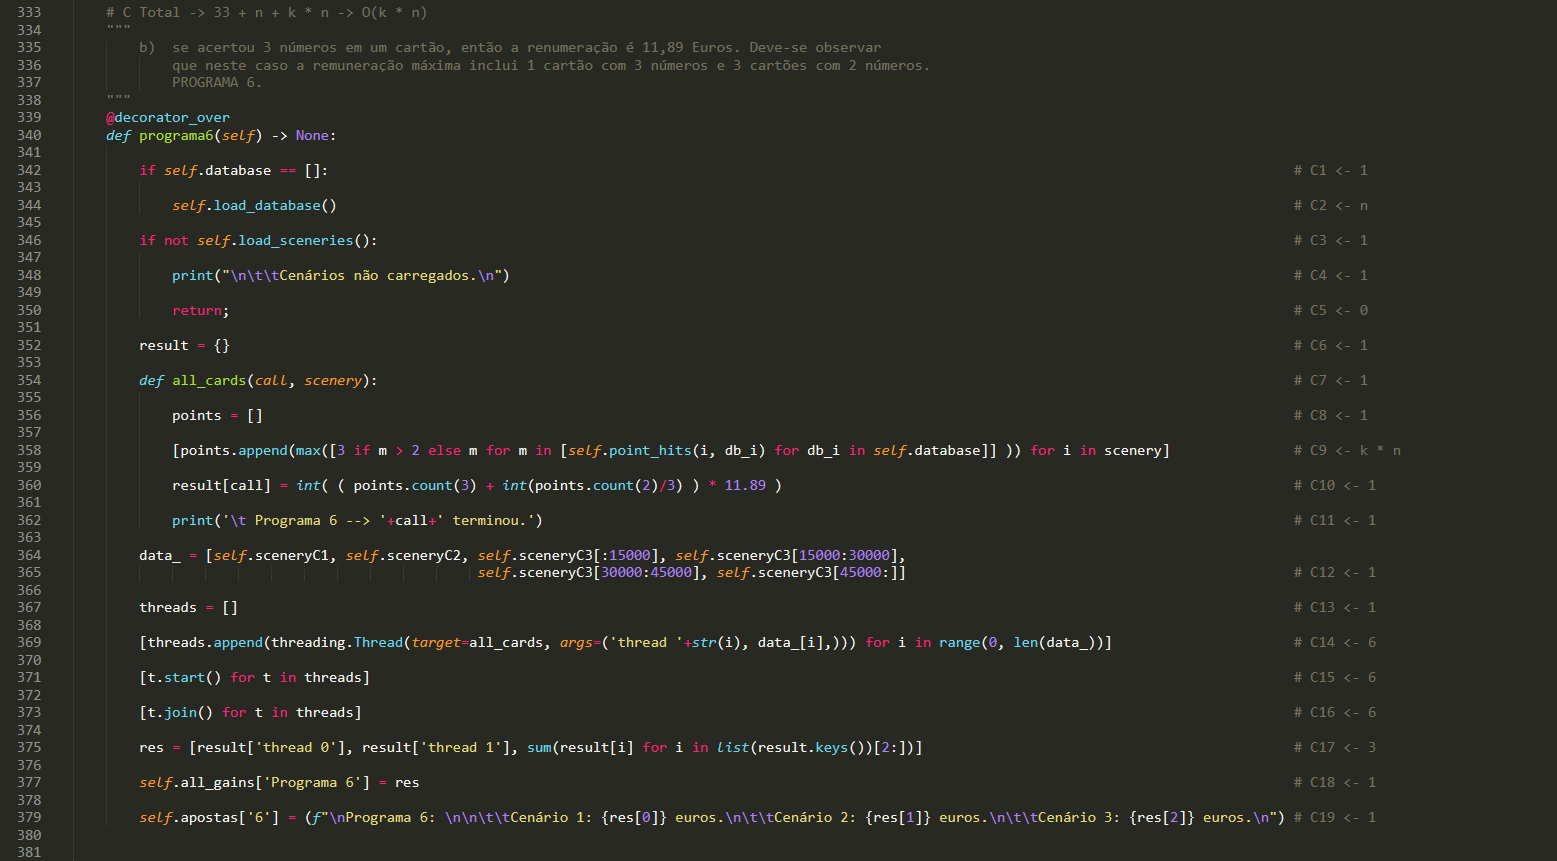 333 # C Total -> 33 + n + k * n -> O(k * n)
334 """
335 b) se acertou 3 números em um cartão, então a renumeração é 11,89 Euros. Deve-se observar
336 que neste caso a remuneração máxima inclui 1 cartão com 3 números e 3 cartões com 2 números.
337 PROGRAMA 6.
338 """
339 @decorator_over
340 def programa6(self) -> None:
341
342 if self.database == []: # C1 <- 1
343
344 self.load_database() # C2 <- n
345
346 if not self.load_sceneries(): # C3 <- 1
347
348 print("\n\t\tCenários não carregados.\n") # C4 <- 1
349
350 return; # C5 <- 0
351
352 result = {} # C6 <- 1
353
354 def all_cards(call, scenery): # C7 <- 1
355
356 points = [] # C8 <- 1
357
358 [points.append(max([3 if m > 2 else m for m in [self.point_hits(i, db_i) for db_i in self.database]] )) for i in scenery] # C9 <- k * n
359
360 result[call] = int( ( points.count(3) + int(points.count(2)/3) ) * 11.89 ) # C10 <- 1
361
362 print('\t Programa 6 --> '+call+' terminou.') # C11 <- 1
363
364 data_ = [self.sceneryC1, self.sceneryC2, self.sceneryC3[:15000], self.sceneryC3[15000:30000],
365 self.sceneryC3[30000:45000], self.sceneryC3[45000:]] # C12 <- 1
366
367 threads = [] # C13 <- 1
368
369 [threads.append(threading.Thread(target=all_cards, args=('thread '+str(i), data_[i],))) for i in range(0, len(data_))] # C14 <- 6
370
371 [t.start() for t in threads] # C15 <- 6
372
373 [t.join() for t in threads] # C16 <- 6
374
375 res = [result['thread 0'], result['thread 1'], sum(result[i] for i in list(result.keys())[2:])] # C17 <- 3
376
377 self.all_gains['Programa 6'] = res # C18 <- 1
378
379 self.apostas['6'] = (f"\nPrograma 6: \n\n\t\tCenário 1: {res[0]} euros.\n\t\tCenário 2: {res[1]} euros.\n\t\tCenário 3: {res[2]} euros.\n") # C19 <- 1
380
381